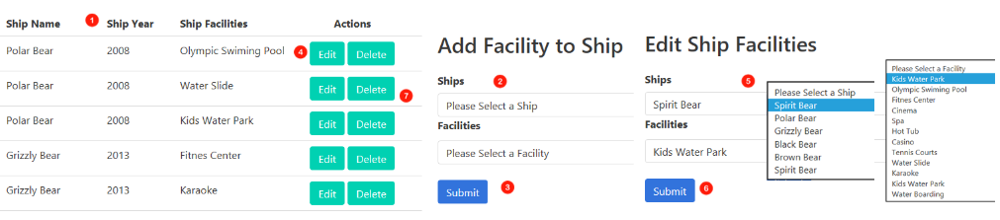 Ship Name 1 Ship Year Ship Facilities Actions
Polar Bear 2008 Olympic Swiming Pool 4 Edit Delete
Polar Bear 2008 Water Slide Edit Delete
7
Polar Bear 2008 Kids Water Park Edit Delete
Grizzly Bear 2013 Fitnes Center Edit Delete
Grizzly Bear 2013 Karaoke Edit Delete
Add Facility to Ship
Ships 2
Please Select a Ship
Facilities
Please Select a Facility
Submit 3
Edit Ship Facilities
Ships 5
Spirit Bear
Facilities
Kids Water Park
Submit 6
Please Select a Ship
Spirit Bear
Polar Bear
Grizzly Bear
Black Bear
Brown Bear
Spirit Bear
Please Select a Facility
Kids Water Park
Olympic Swiming Pool
Fitnes Center
Cinema
Spa
Hot Tub
Casino
Tennis Courts
Water Slide
Karaoke
Kids Water Park
Water Boarding